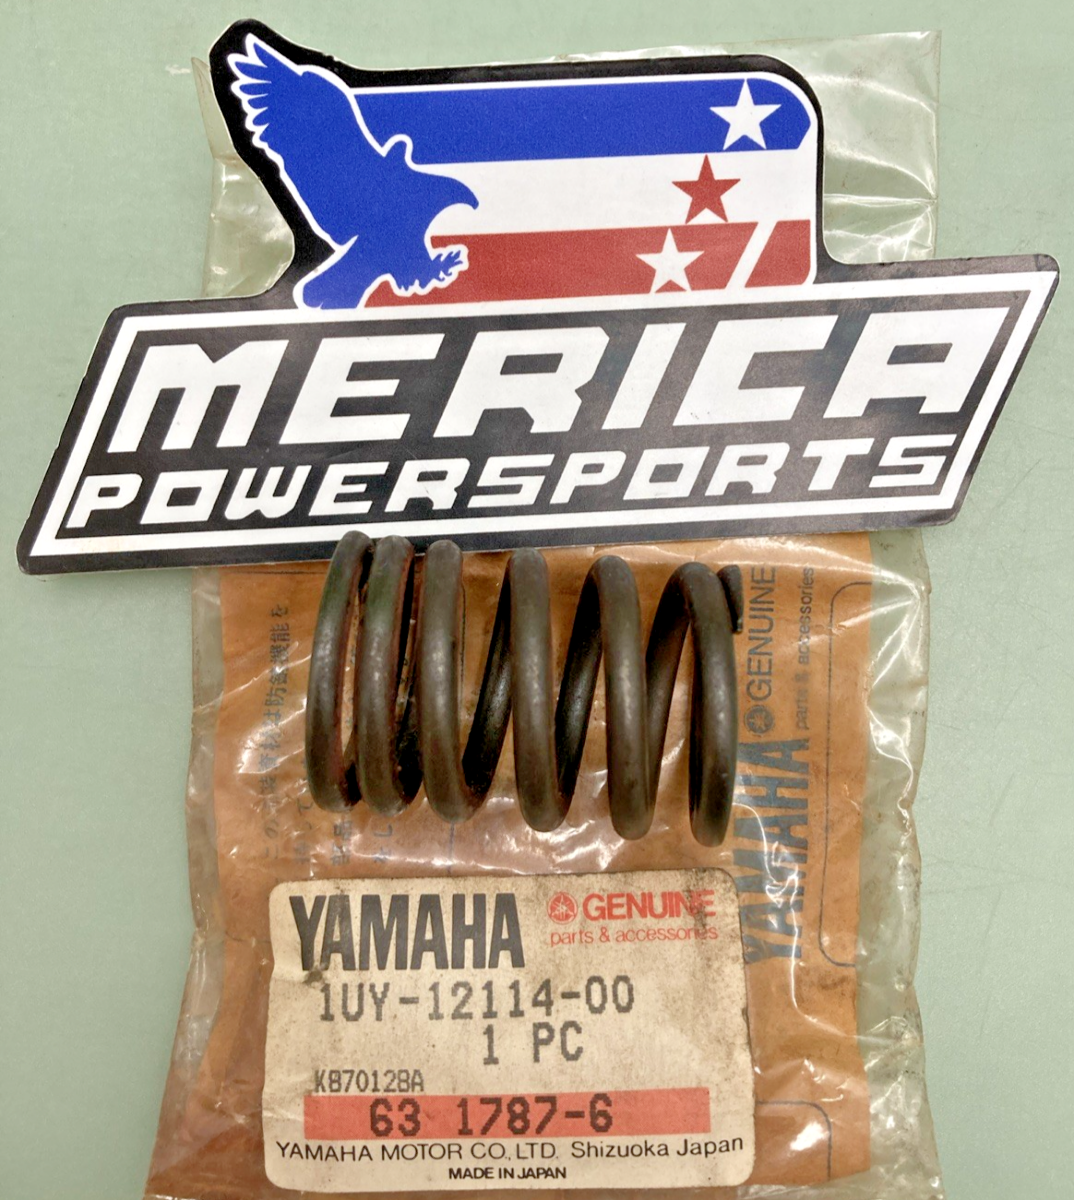 MERICA
POWERSPORTS
YAMAHA GENUINE
parts & accessories
YAMAHA
GENUINE
parts & accessories
1UY-12114-00
1 PC
K87012BA
63 1787-6
YAMAHA MOTOR CO., LTD. Shizuoka Japan
MADE IN JAPAN